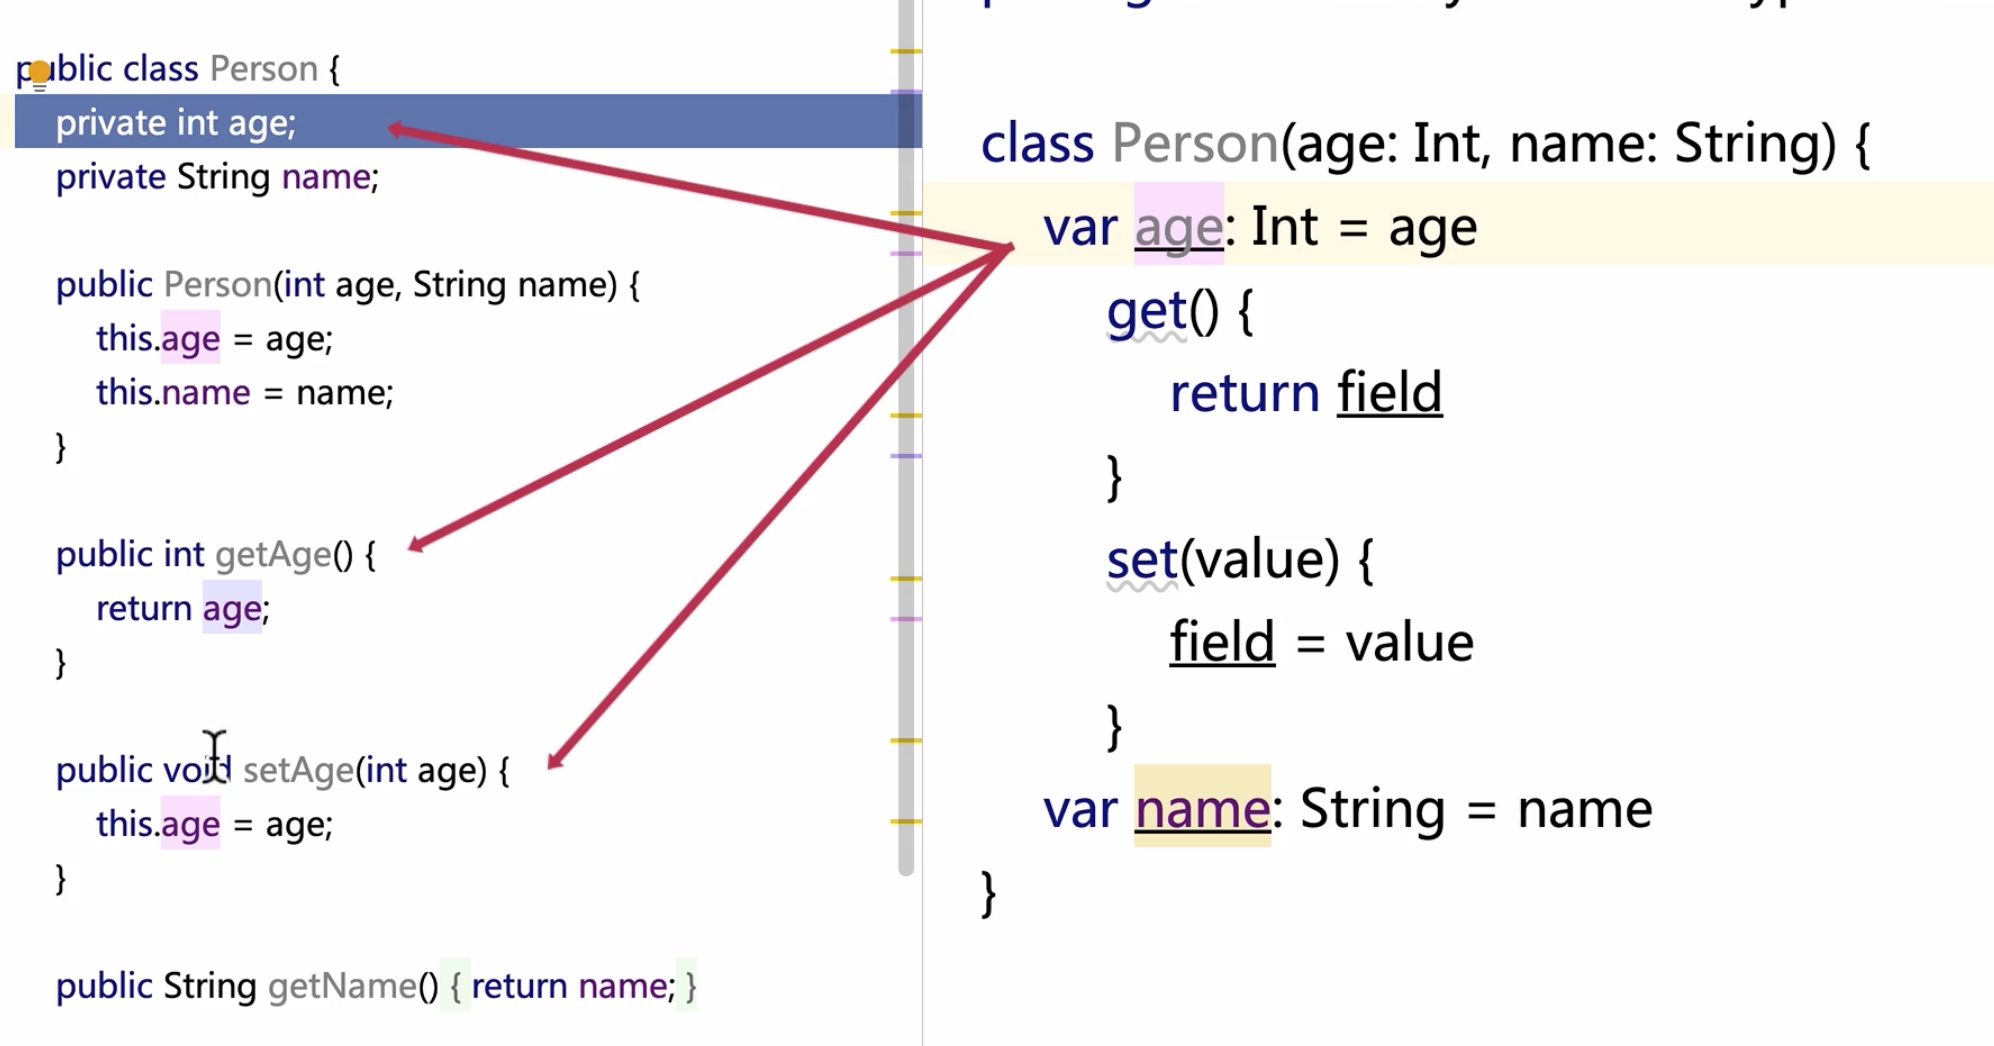 public class Person {
private int age;
private String name;
public Person(int age, String name) {
this.age = age;
this.name = name;
}
public int getAge() {
return age;
}
public void setAge(int age) {
this.age = age;
}
public String getName() { return name; }
class Person(age: Int, name: String) {
var age: Int = age
get() {
return field
}
set(value) {
field = value
}
var name: String = name
}